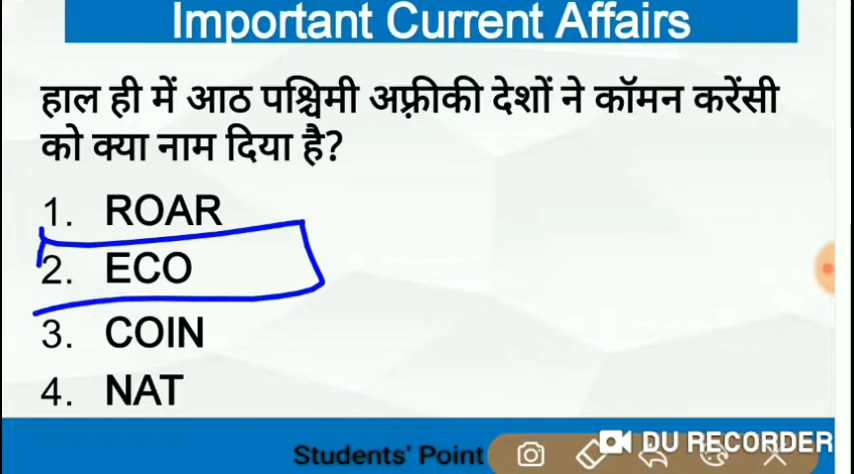 Important Current Affairs
हाल ही में आठ पश्चिमी अफ़्रीकी देशों ने कॉमन करेंसी
को क्या नाम दिया है?
1. ROAR
2. ECO
3. COIN
4. NAT
Students' Point
DU RECORDER